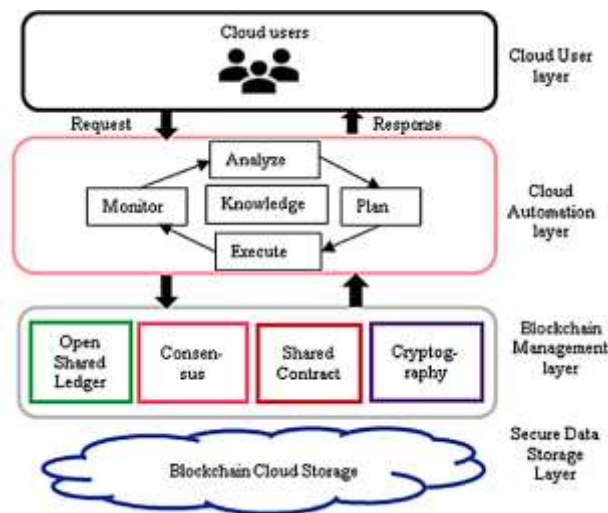 Cloud users
Cloud User
layer
Request
Response
Analyze
Monitor
Knowledge
Plan
Execute
Cloud
Automation
layer
Open
Shared
Ledger
Consen-
sus
Shared
Contract
Cryptog-
raphy
Blockchain
Management
layer
Blockchain Cloud Storage
Secure Data
Storage
Layer